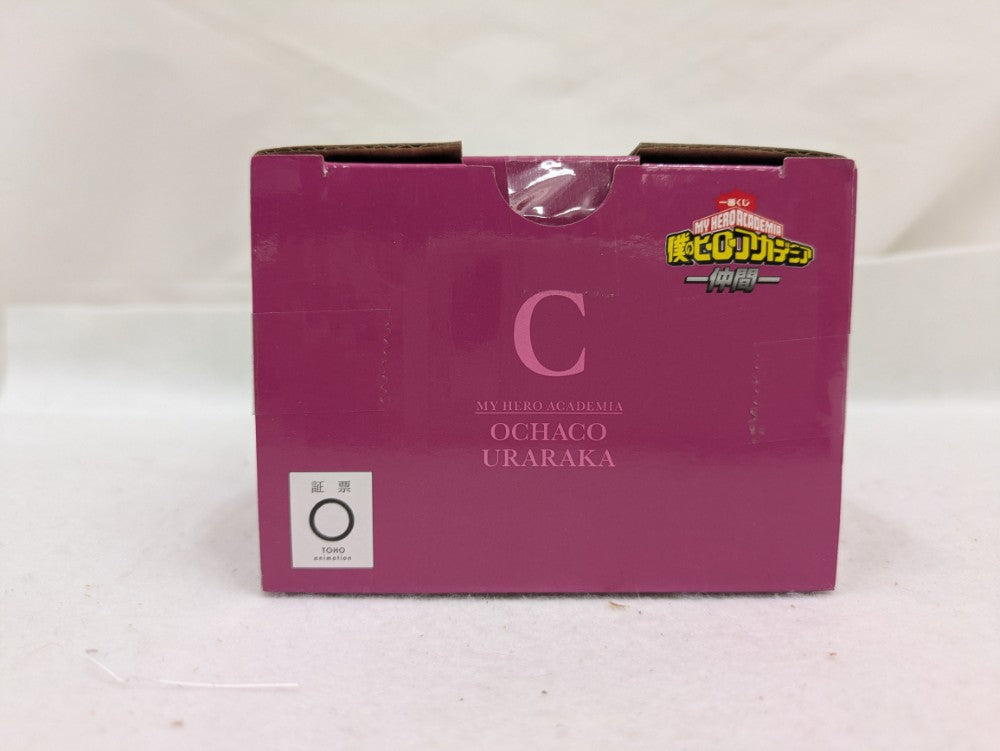 一番くじ
MY HERO ACADEMIA
僕のヒーローアカデミア
仲間
C
MY HERO ACADEMIA
OCHACO
URARAKA
証 票
TOHO
animation